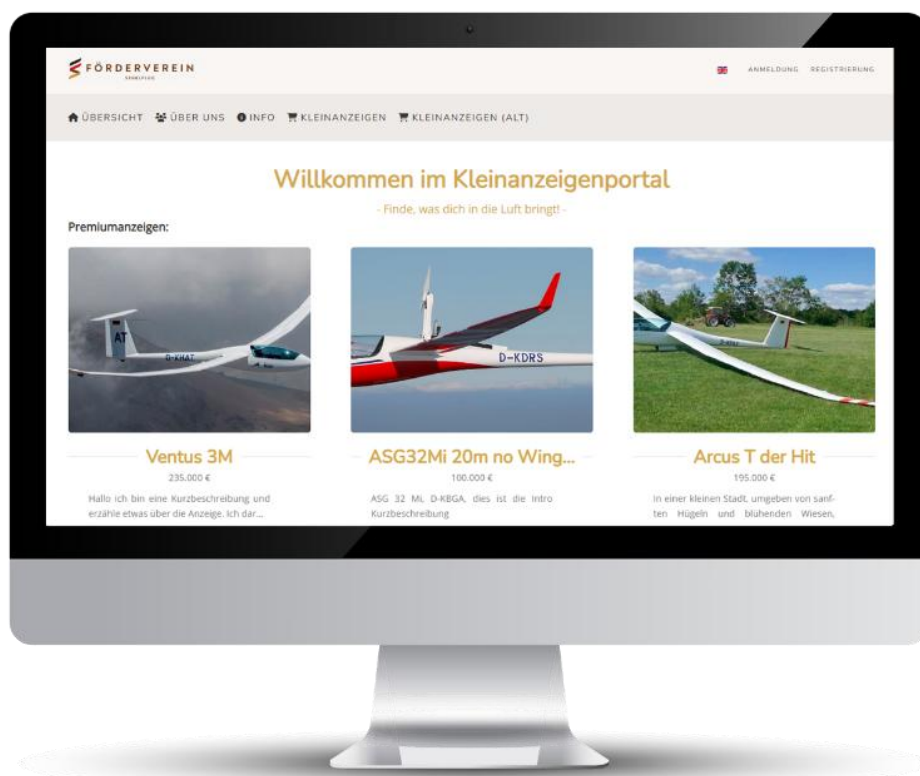 FÖRDERVEREIN
SEGELFLUG
ANMELDUNG REGISTRIERUNG
ÜBERSICHT ÜBER UNS INFO KLEINANZEIGEN KLEINANZEIGEN (ALT)
Willkommen im Kleinanzeigenportal
- Finde, was dich in die Luft bringt! -
Premiumanzeigen:
AT
D-KHAT
D-KDRS
Ventus 3M
ASG32Mi 20m no Wing...
Arcus T der Hit
235.000 €
100.000 €
195.000 €
Hallo ich bin eine Kurzbeschreibung und
erzähle etwas über die Anzeige. Ich dar...
ASG 32 Mi, D-KBGA, dies ist die Intro
Kurzbeschreibung
In einer kleinen Stadt, umgeben von sanf-
ten Hügeln und blühenden Wiesen,